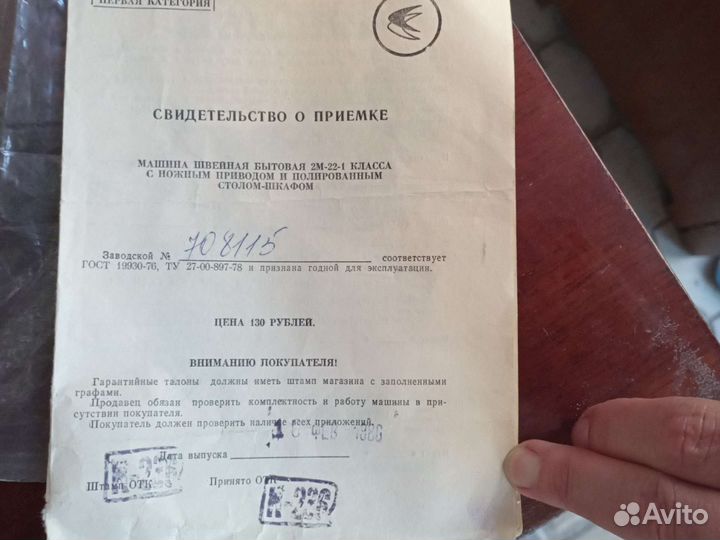 ПЕРВАЯ КАТЕГОРИЯ
СВИДЕТЕЛЬСТВО О ПРИЕМКЕ
МАШИНА ШВЕЙНАЯ БЫТОВАЯ 2М-22-1 КЛАССА
С НОЖНЫМ ПРИВОДОМ И ПОЛИРОВАННЫМ
СТОЛОМ-ШКАФОМ
Заводской № 708115 соответствует
ГОСТ 19930-76, ТУ 27-00-897-78 и признана годной для эксплуатации.
ЦЕНА 130 РУБЛЕЙ.
ВНИМАНИЮ ПОКУПАТЕЛЯ!
Гарантийные талоны должны иметь штамп магазина с заполненными
графами.
Продавец обязан проверить комплектность и работу машины в при-
сутствии покупателя.
Покупатель должен проверить наличие всех приложений.
ФЕВ
Дата выпуска
Штамп ОТК Принято ОТК
Avito